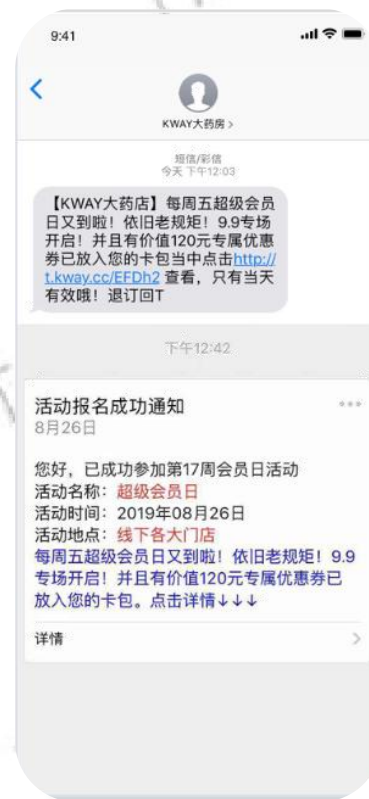 9:41
KWAY大药房 >
短信/彩信
今天 下午12:03
【KWAY大药店】每周五超级会员
日又到啦！依旧老规矩！9.9专场
开启！并且有价值120元专属优惠
券已放入您的卡包当中点击http://
t.kway.cc/EFDh2 查看，只有当天
有效哦！退订回T
下午12:42
活动报名成功通知
8月26日
您好，已成功参加第17周会员日活动
活动名称：超级会员日
活动时间：2019年08月26日
活动地点：线下各大门店
每周五超级会员日又到啦！依旧老规矩！9.9
专场开启！并且有价值120元专属优惠券已
放入您的卡包。点击详情↓↓↓
详情